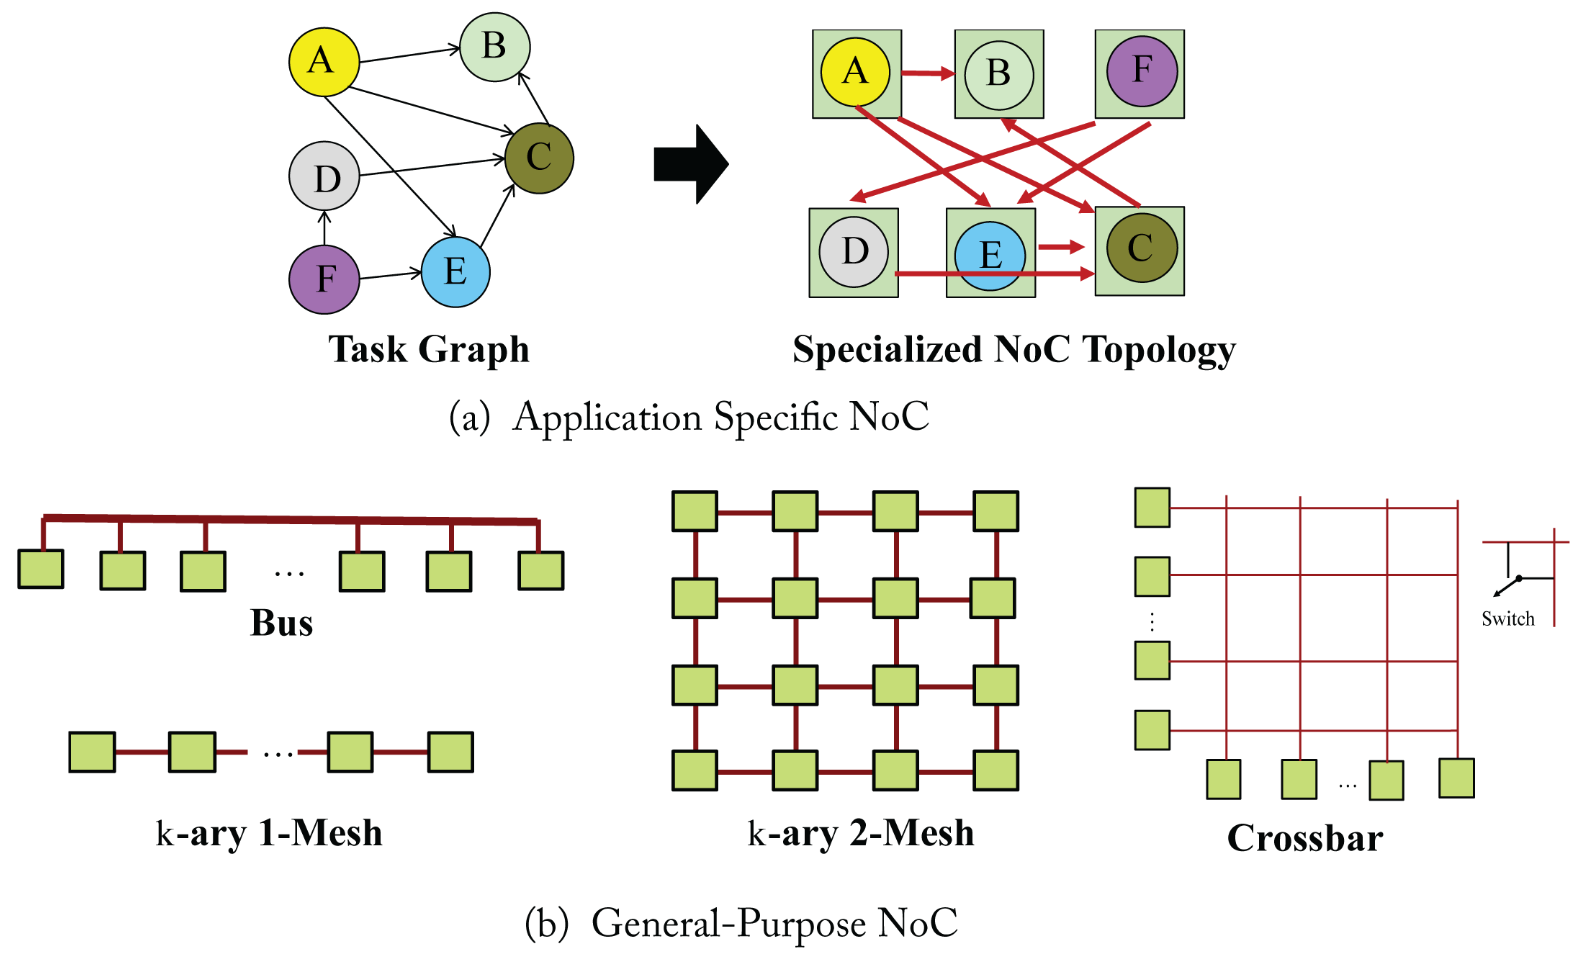 A
B
C
D
E
F
Task Graph
A
B
F
D
E
C
Specialized NoC Topology
(a) Application Specific NoC
...
Bus
...
k-ary 1-Mesh
k-ary 2-Mesh
...
...
Switch
Crossbar
(b) General-Purpose NoC